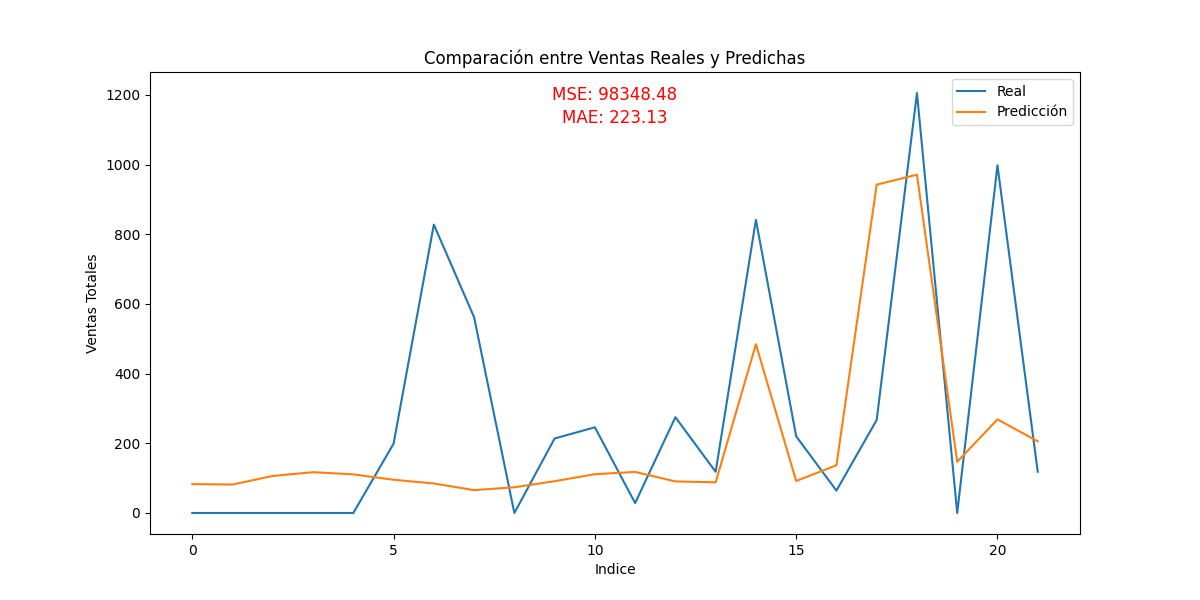 Comparación entre Ventas Reales y Predichas
MSE: 98348.48
MAE: 223.13
Real
Predicción
Ventas Totales
1200
1000
800
600
400
200
0
0 5 10 15 20
Indice